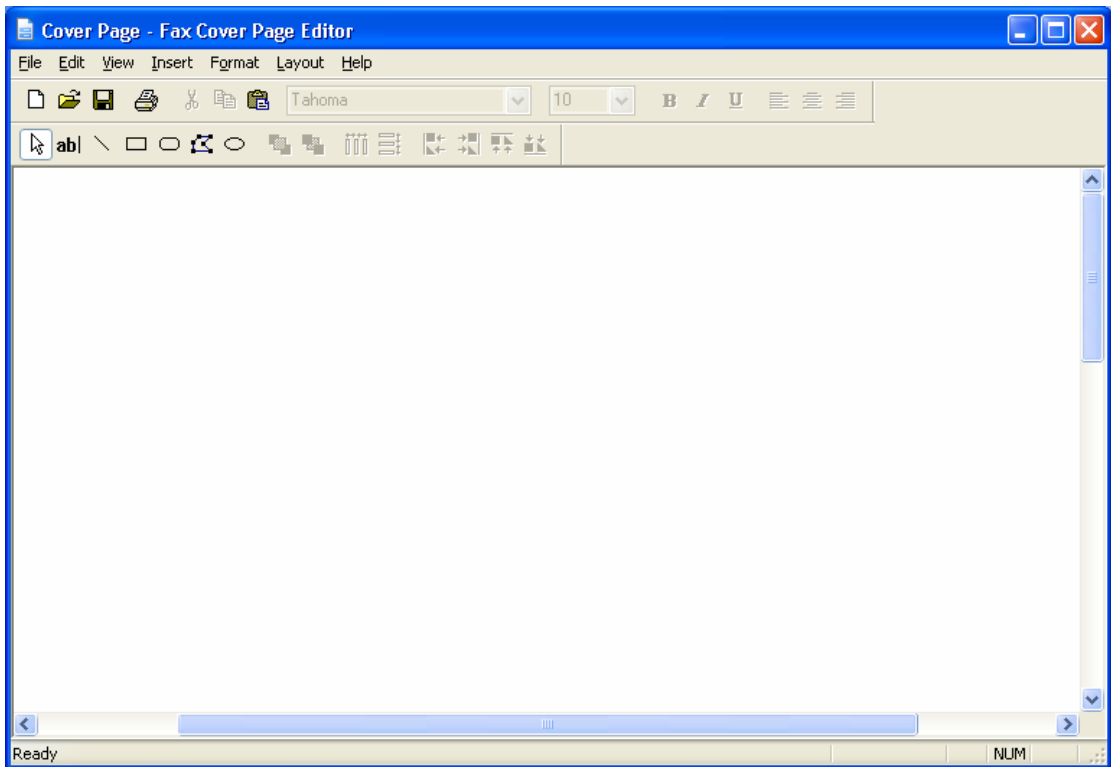 Cover Page - Fax Cover Page Editor
File Edit View Insert Format Layout Help
Tahoma 10 B I U
ab|
Ready NUM